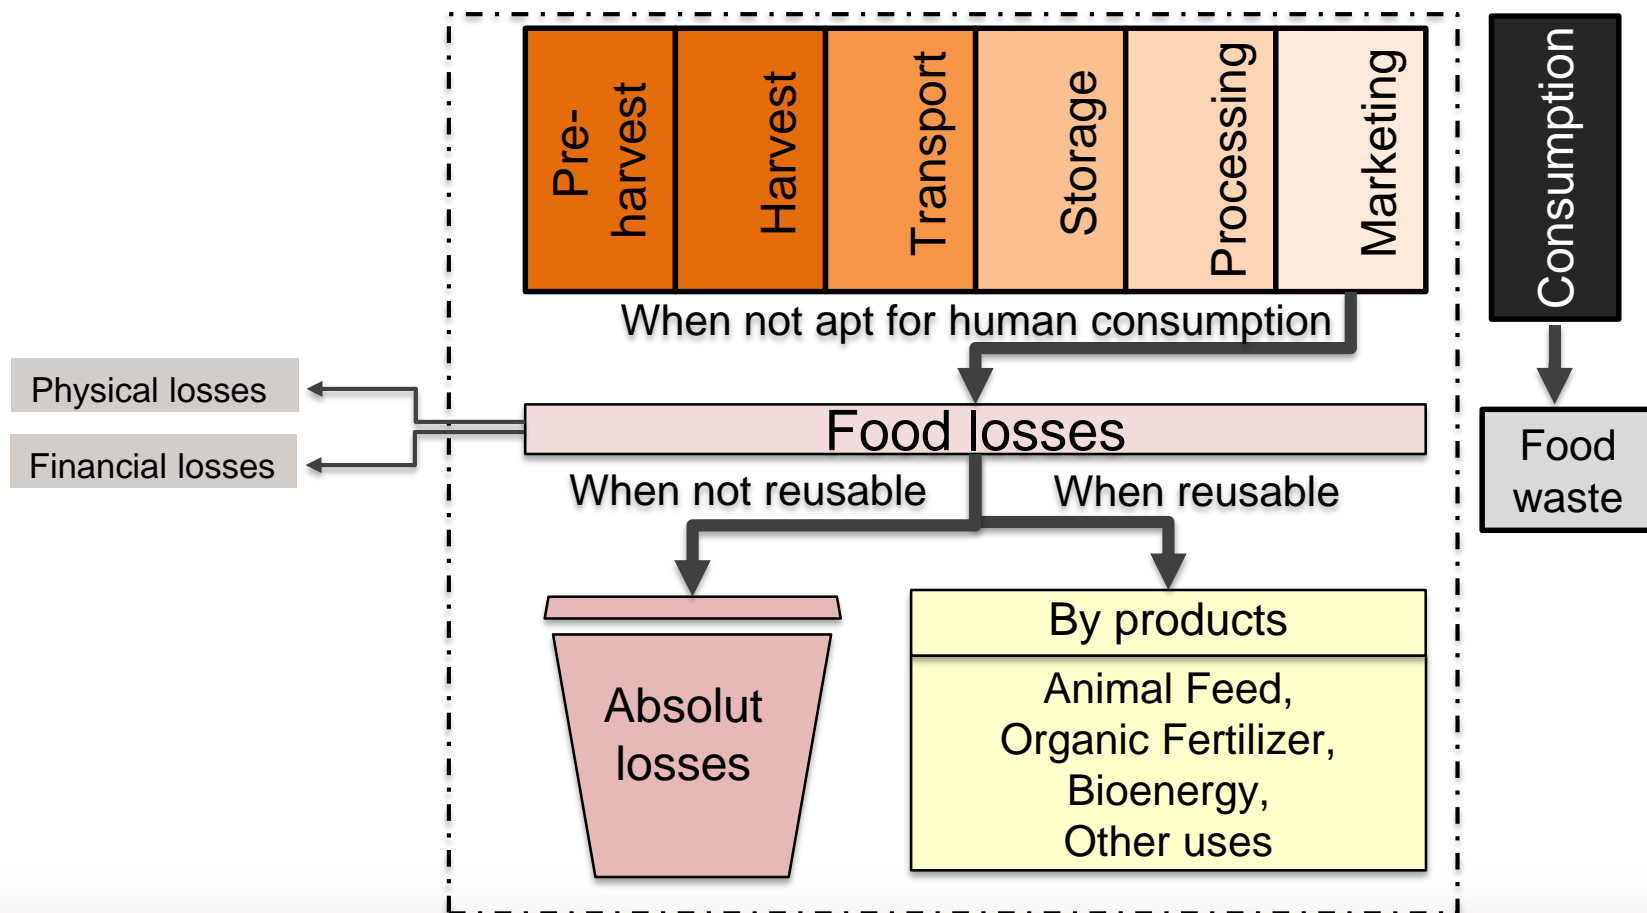 Pre-
harvest
Harvest
Transport
Storage
Processing
Marketing
Consumption
When not apt for human consumption
Physical losses
Financial losses
Food losses
Food
waste
When not reusable
When reusable
Absolut
losses
By products
Animal Feed,
Organic Fertilizer,
Bioenergy,
Other uses